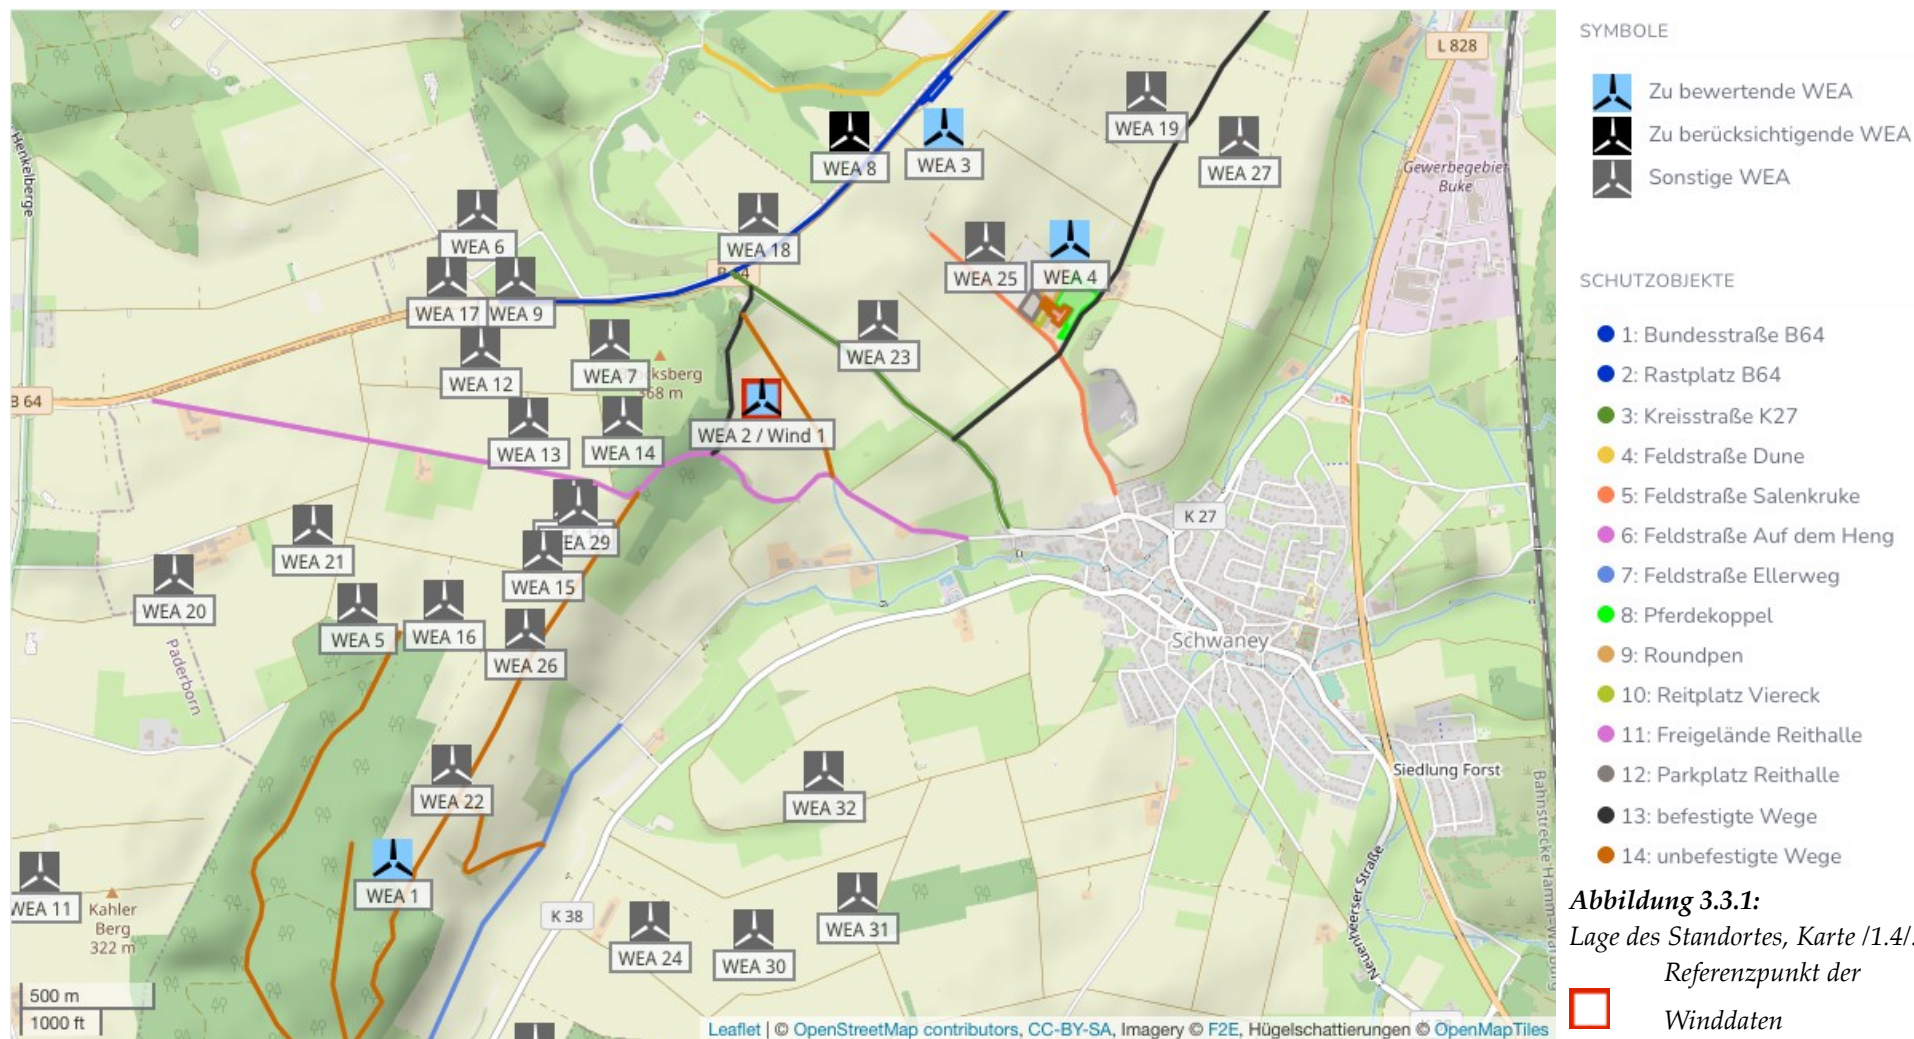 Henkelberge
L 828
WEA 19
Gewerbegebiet
Buke
WEA 8
WEA 3
WEA 27
WEA 6
WEA 18
WEA 25
WEA 4
WEA 17
WEA 9
WEA 23
WEA 12
WEA 7
368 m
B 64
WEA 2 / Wind 1
WEA 13
WEA 14
K 27
WEA 21
EA 29
WEA 15
WEA 20
WEA 5
WEA 16
WEA 26
Schwaney
Paderborn
Siedlung Forst
WEA 22
WEA 32
WEA 1
WEA 11
Kahler
Berg
322 m
K 38
WEA 31
WEA 24
WEA 30
Neuenheerser Straße
Bahnstrecke Hamm-Warburg
500 m
1000 ft
Leaflet | © OpenStreetMap contributors, CC-BY-SA, Imagery © F2E, Hügelschattierungen © OpenMapTiles
SYMBOLE
Zu bewertende WEA
Zu berücksichtigende WEA
Sonstige WEA
SCHUTZOBJEKTE
1: Bundesstraße B64
2: Rastplatz B64
3: Kreisstraße K27
4: Feldstraße Dune
5: Feldstraße Salenkruke
6: Feldstraße Auf dem Heng
7: Feldstraße Ellerweg
8: Pferdekoppel
9: Roundpen
10: Reitplatz Viereck
11: Freigelände Reithalle
12: Parkplatz Reithalle
13: befestigte Wege
14: unbefestigte Wege
Abbildung 3.3.1:
Lage des Standortes, Karte /1.4/.
Referenzpunkt der
Winddaten